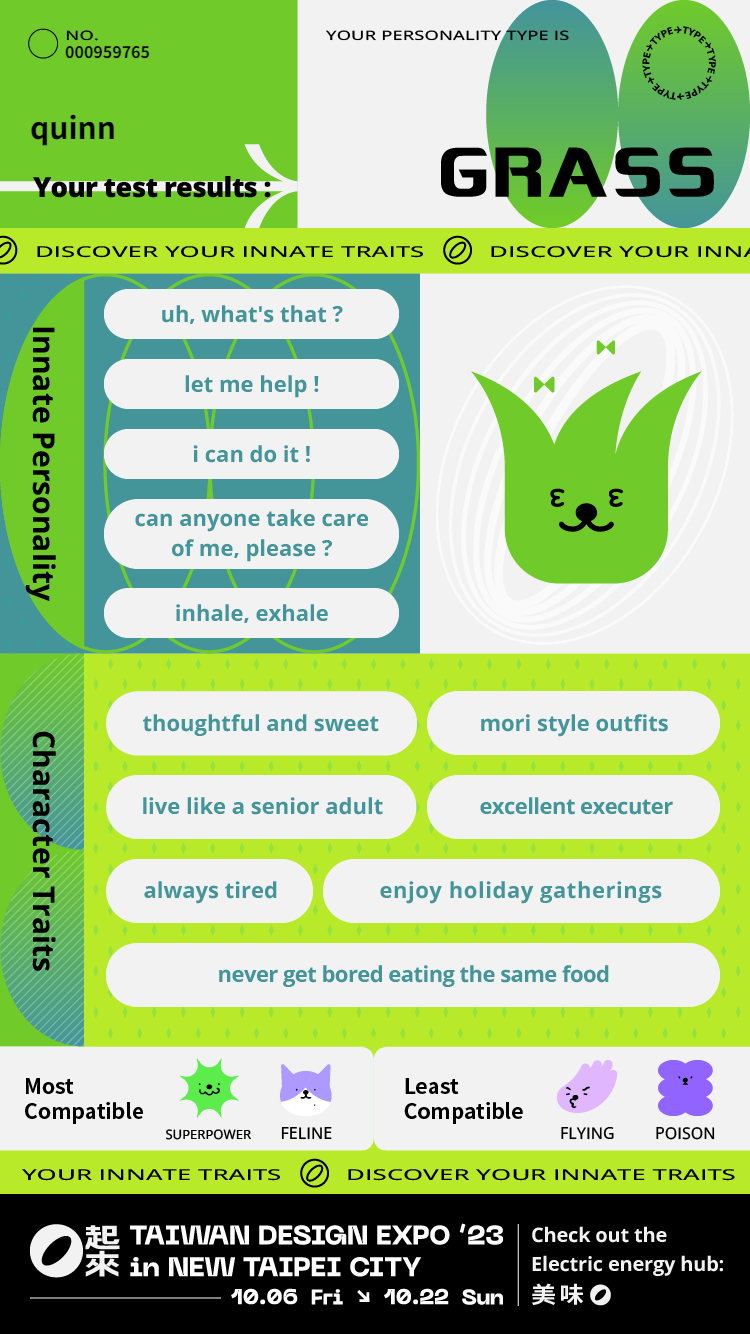 NO.
000959765
quinn
Your test results :
YOUR PERSONALITY TYPE IS
TYPE→TYPE→TYPE→TYPE→TYPE→TYPE→TYPE→
GRASS
DISCOVER YOUR INNATE TRAITS DISCOVER YOUR INNA
Innate Personality
uh, what's that ?
let me help !
i can do it !
can anyone take care
of me, please ?
inhale, exhale
Character Traits
thoughtful and sweet
mori style outfits
live like a senior adult
excellent executer
always tired
enjoy holiday gatherings
never get bored eating the same food
Most
Compatible
SUPERPOWER
FELINE
Least
Compatible
FLYING
POISON
YOUR INNATE TRAITS DISCOVER YOUR INNATE TRAITS
起來
TAIWAN DESIGN EXPO '23
in NEW TAIPEI CITY
10.06 Fri ↘ 10.22 Sun
Check out the
Electric energy hub:
美味